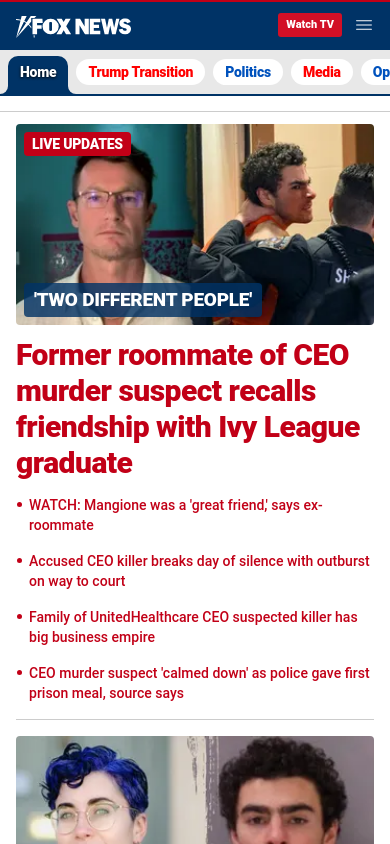 FOX NEWS
Watch TV
Home
Trump Transition
Politics
Media
Op
LIVE UPDATES
SH
'TWO DIFFERENT PEOPLE'
Former roommate of CEO
murder suspect recalls
friendship with Ivy League
graduate
• WATCH: Mangione was a 'great friend,' says ex-
roommate
• Accused CEO killer breaks day of silence with outburst
on way to court
• Family of UnitedHealthcare CEO suspected killer has
big business empire
• CEO murder suspect 'calmed down' as police gave first
prison meal, source says